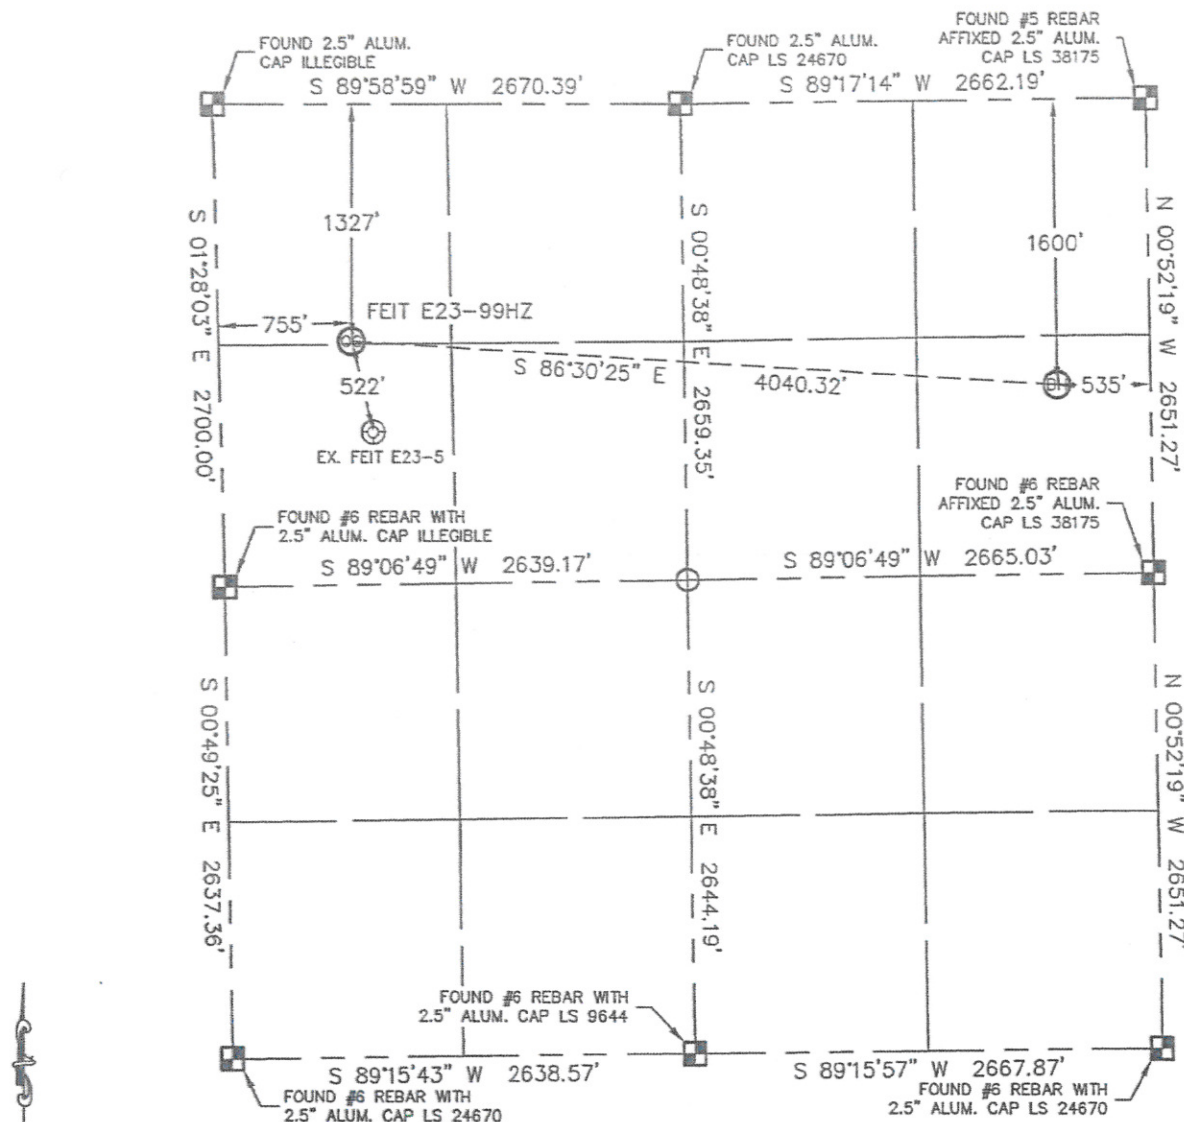 FOUND 2.5" ALUM.
CAP ILLEGIBLE
FOUND 2.5" ALUM.
CAP LS 24670
FOUND #5 REBAR
AFFIXED 2.5" ALUM.
CAP LS 38175
S 89°58'59" W 2670.39'
S 89°17'14" W 2662.19'
S 01°28'03" E 2700.00'
1327'
S 00°48'38" E 2659.35'
1600'
N 00°52'19" W 2651.27'
755'
FEIT E23-99HZ
OG
S 86°30'25" E 4040.32'
BH
535'
522'
EX. FEIT E23-5
FOUND #6 REBAR WITH
2.5" ALUM. CAP ILLEGIBLE
FOUND #6 REBAR
AFFIXED 2.5" ALUM.
CAP LS 38175
S 89°06'49" W 2639.17'
S 89°06'49" W 2665.03'
S 00°49'25" E 2637.36'
S 00°48'38" E 2644.19'
N 00°52'19" W 2651.27'
FOUND #6 REBAR WITH
2.5" ALUM. CAP LS 9644
S 89°15'43" W 2638.57'
S 89°15'57" W 2667.87'
FOUND #6 REBAR WITH
2.5" ALUM. CAP LS 24670
FOUND #6 REBAR WITH
2.5" ALUM. CAP LS 24670